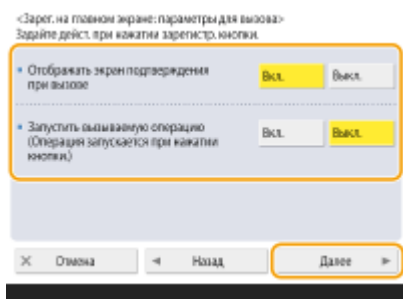 <Зарег. на главном экране: параметры для вызова>
Задайте дейст. при нажатии зарегистр. кнопки.
• Отображать экран подтверждения
при вызове
Вкл. Выкл.
• Запустить вызываемую операцию
(Операция запускается при нажатии
кнопки.)
Вкл. Выкл.
× Отмена ◄ Назад Далее ►